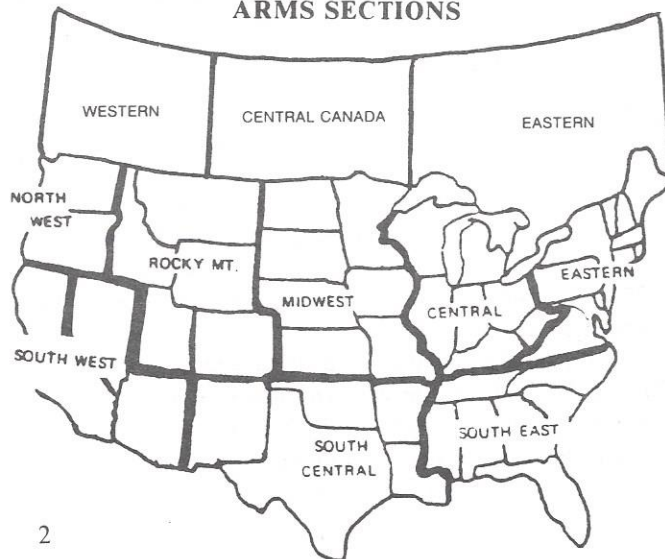 ARMS SECTIONS
WESTERN
CENTRAL CANADA
EASTERN
NORTH
WEST
ROCKY MT.
EASTERN
MIDWEST
CENTRAL
SOUTH WEST
SOUTH EAST
SOUTH
CENTRAL
2